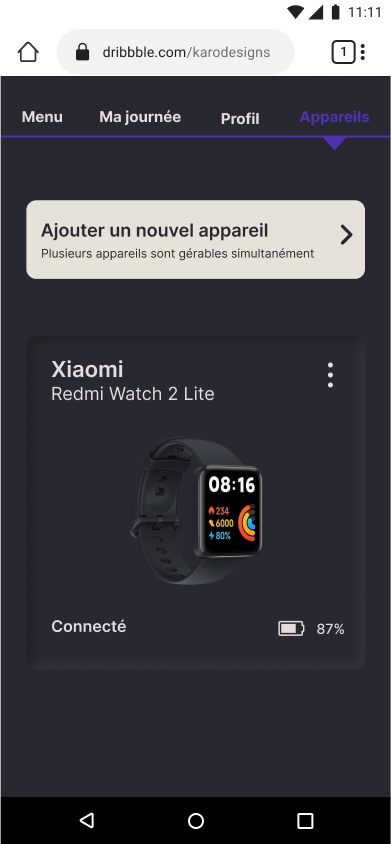 11:11
dribbble.com/karodesigns
1
Menu Ma journée Profil Appareils
Ajouter un nouvel appareil
Plusieurs appareils sont gérables simultanément
Xiaomi
Redmi Watch 2 Lite
08:16
234
6000
80%
Connecté 87%